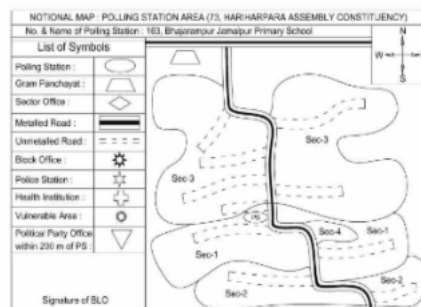 NOTIONAL MAP : POLLING STATION AREA (73, HARIHARPARA ASSEMBLY CONSTITUENCY)
No. & Name of Polling Station : 163, Bhajarampur Jamalpur Primary School
List of Symbols
Polling Station :
Gram Panchayat :
Sector Office :
Metalled Road :
Unmetalled Road :
Block Office :
Police Station :
Health Institution :
Vulnerable Area :
Political Party Office
within 200 m of PS :
Signature of BLO
N
W
S
Sec-3
Sec-3
PS
Sec-4
Sec-1
Sec-1
Sec-2
Sec-2